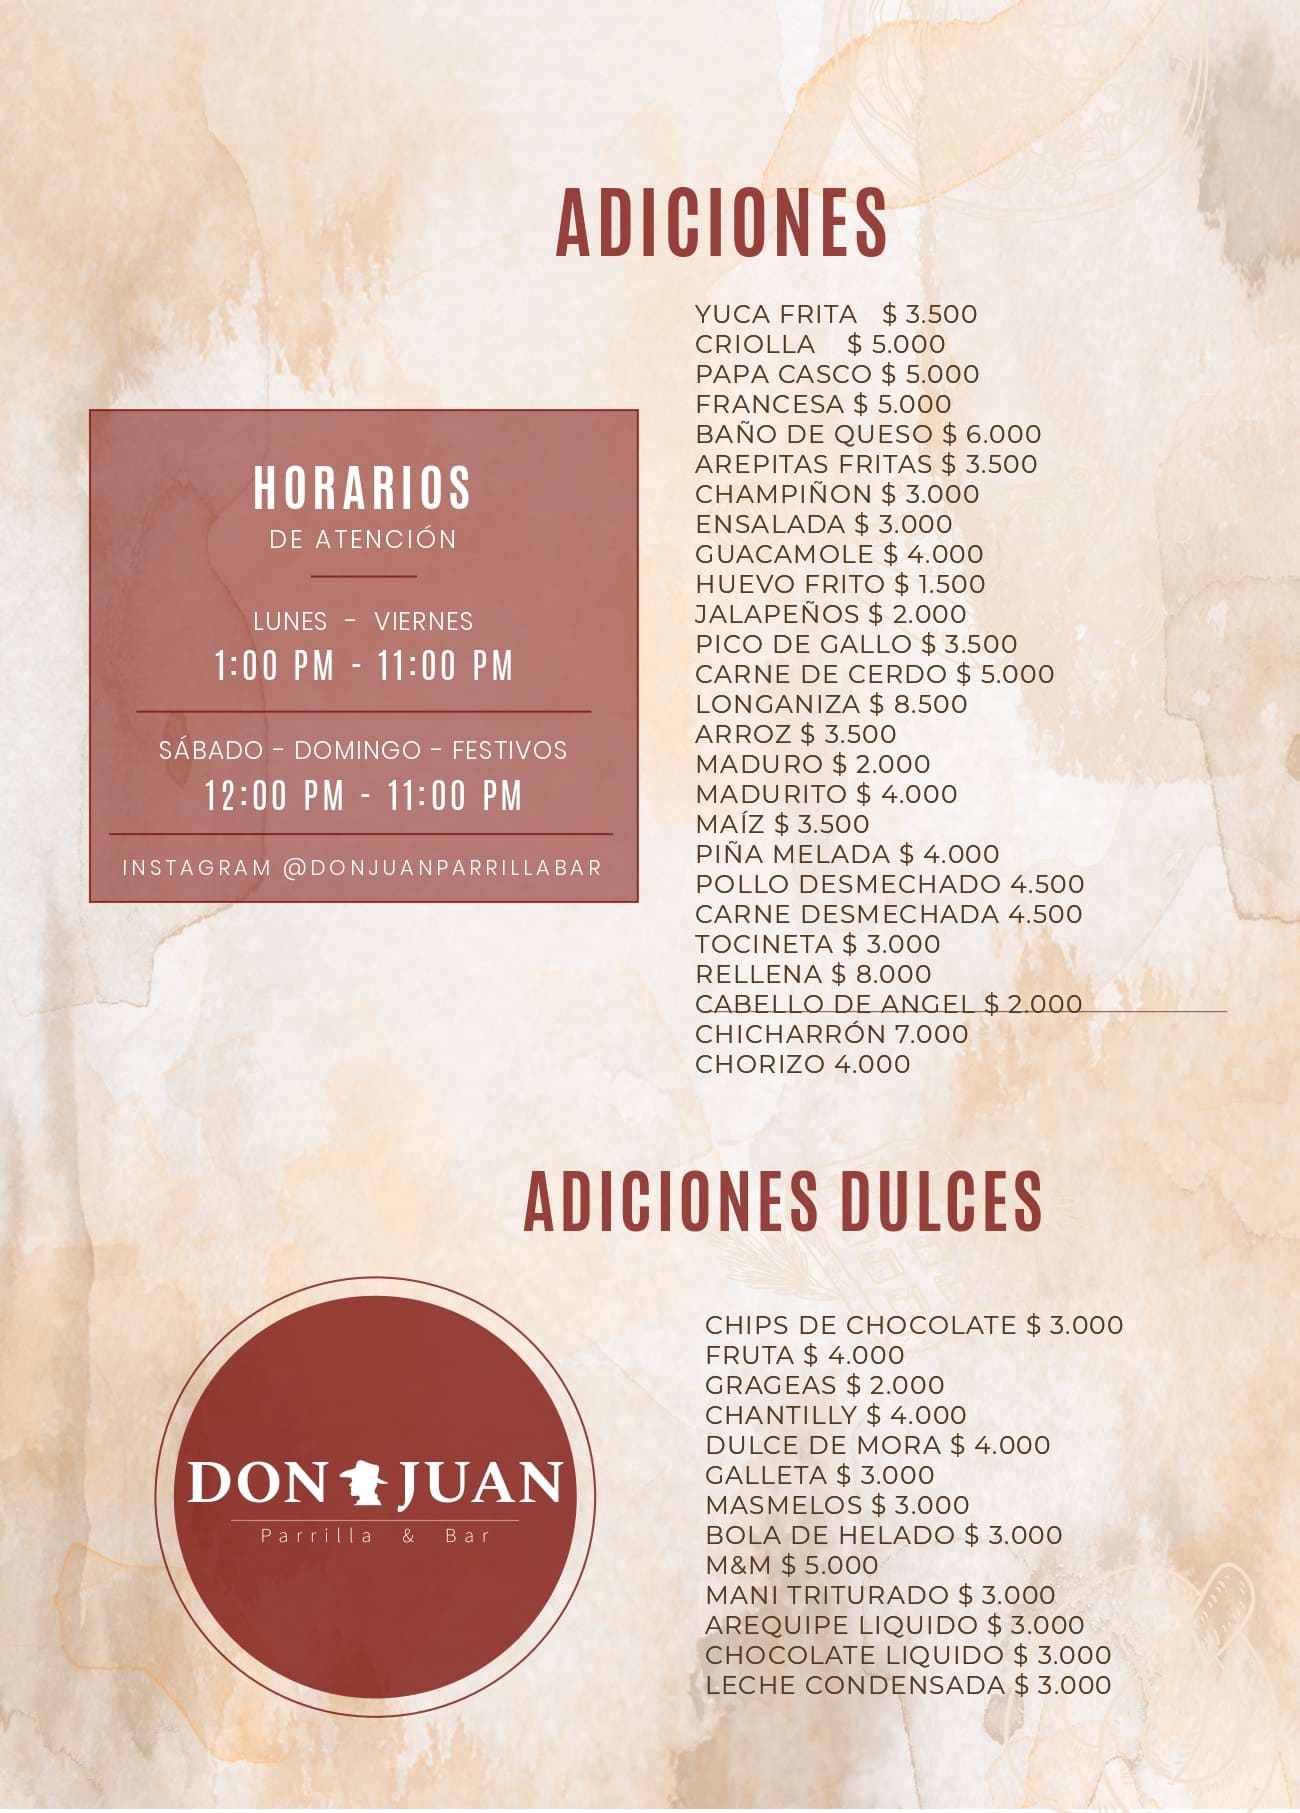 ADICIONES
YUCA FRITA $ 3.500
CRIOLLA $ 5.000
PAPA CASCO $ 5.000
FRANCESA $ 5.000
BAÑO DE QUESO $ 6.000
AREPITAS FRITAS $ 3.500
CHAMPIÑON $ 3.000
ENSALADA $ 3.000
GUACAMOLE $ 4.000
HUEVO FRITO $ 1.500
JALAPEÑOS $ 2.000
PICO DE GALLO $ 3.500
CARNE DE CERDO $ 5.000
LONGANIZA $ 8.500
ARROZ $ 3.500
MADURO $ 2.000
MADURITO $ 4.000
MAÍZ $ 3.500
PIÑA MELADA $ 4.000
POLLO DESMECHADO 4.500
CARNE DESMECHADA 4.500
TOCINETA $ 3.000
RELLENA $ 8.000
CABELLO DE ANGEL $ 2.000
CHICHARRÓN 7.000
CHORIZO 4.000
HORARIOS
DE ATENCIÓN
LUNES - VIERNES
1:00 PM - 11:00 PM
SÁBADO - DOMINGO - FESTIVOS
12:00 PM - 11:00 PM
INSTAGRAM @DONJUANPARRILLABAR
ADICIONES DULCES
CHIPS DE CHOCOLATE $ 3.000
FRUTA $ 4.000
GRAGEAS $ 2.000
CHANTILLY $ 4.000
DULCE DE MORA $ 4.000
GALLETA $ 3.000
MASMELOS $ 3.000
BOLA DE HELADO $ 3.000
M&M $ 5.000
MANI TRITURADO $ 3.000
AREQUIPE LIQUIDO $ 3.000
CHOCOLATE LIQUIDO $ 3.000
LECHE CONDENSADA $ 3.000
DON JUAN
Parrilla & Bar